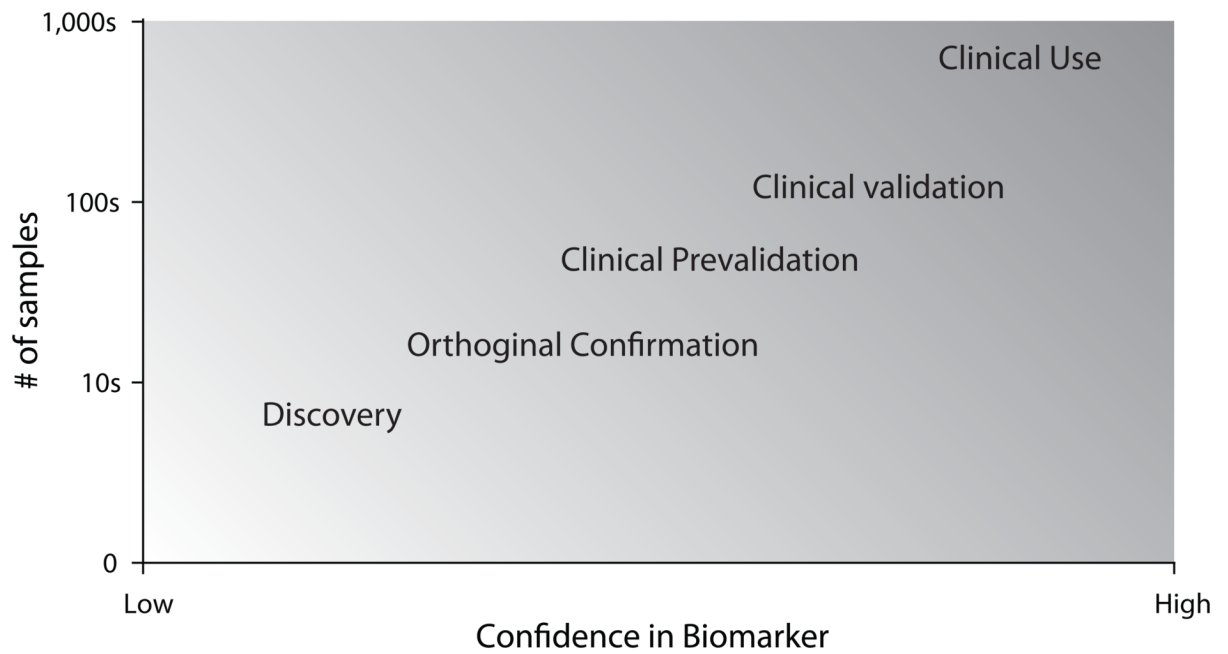 1,000s
Clinical Use
Clinical validation
100s
Clinical Prevalidation
Orthoginal Confirmation
10s
Discovery
0
# of samples
Low
High
Confidence in Biomarker